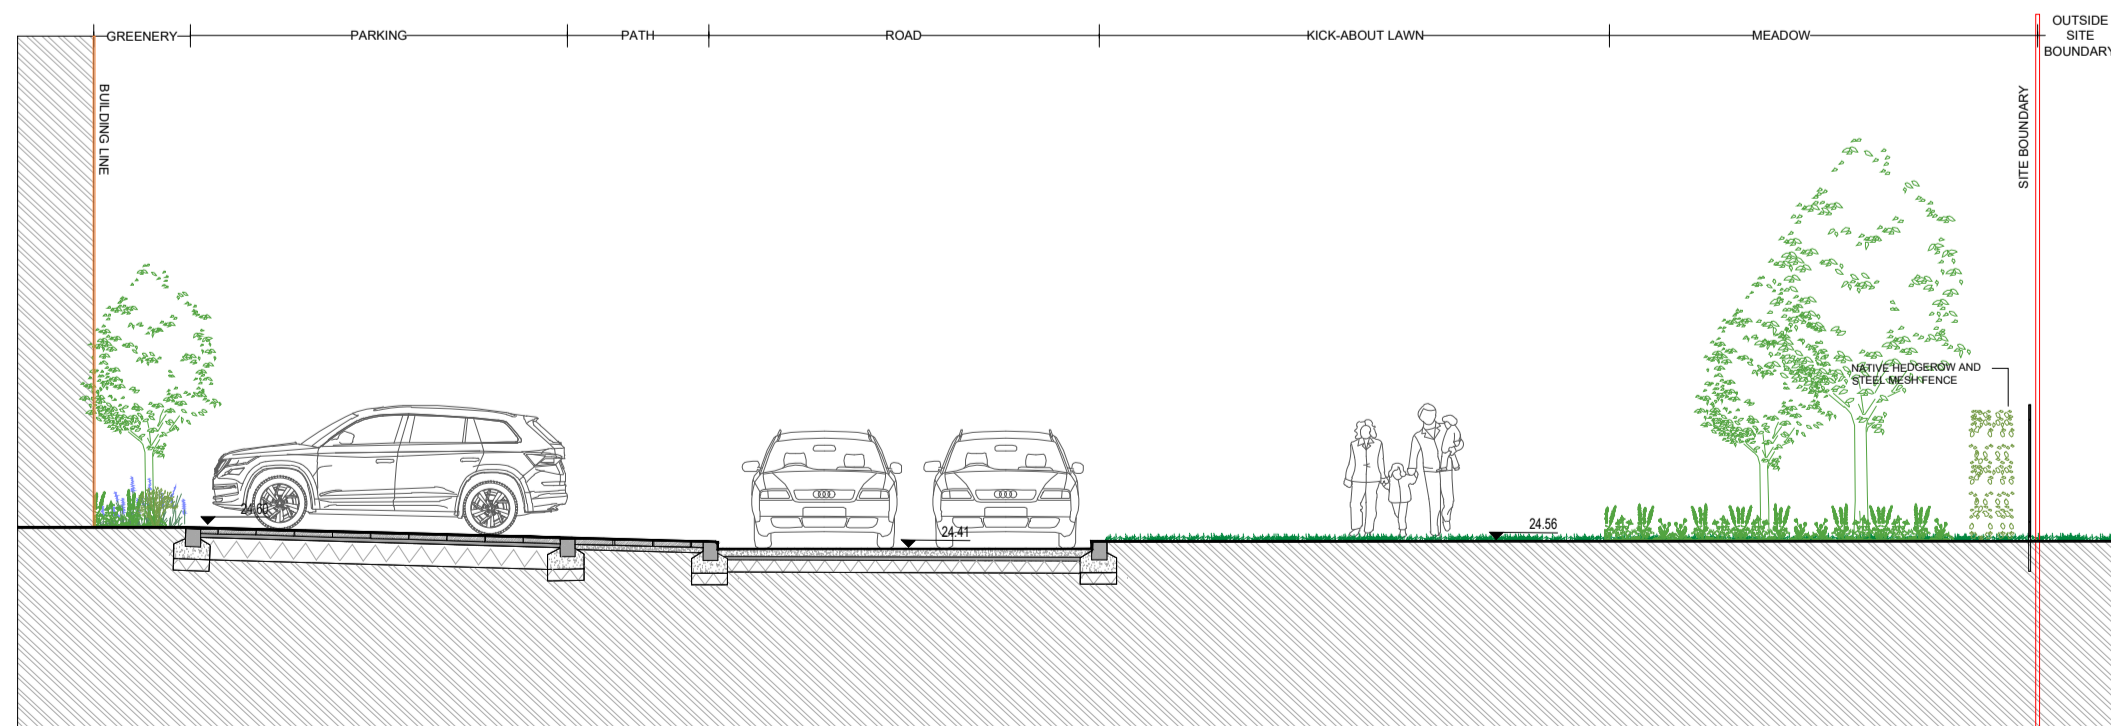 GREENERY
PARKING
PATH
ROAD
KICK-ABOUT LAWN
MEADOW
OUTSIDE
SITE
BOUNDARY
BUILDING LINE
SITE BOUNDARY
NATIVE HEDGEROW AND
STEEL MESH FENCE
24.60
24.41
24.56